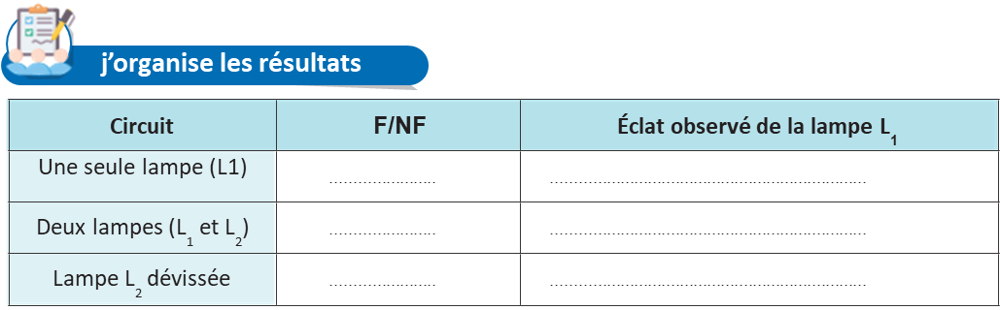 j’organise les résultats
Circuit F/NF Éclat observé de la lampe L1
Une seule lampe (L1) ....................... ....................................................................
Deux lampes (L1 et L2) ....................... ....................................................................
Lampe L2 dévissée ....................... ....................................................................